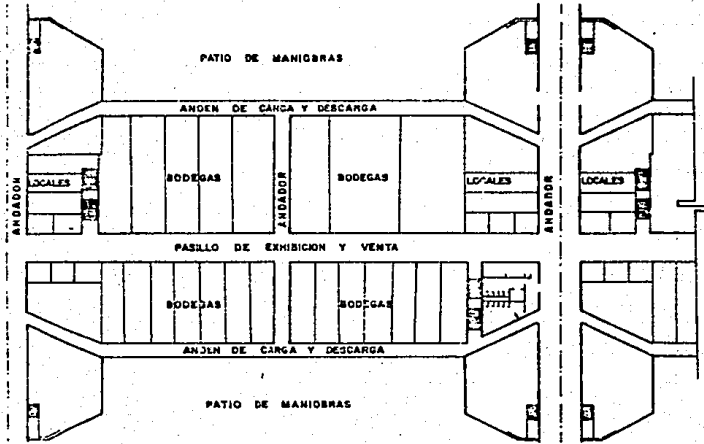 PATIO DE MANIOBRAS
ANDEN DE CARGA Y DESCARGA
LOCALES
BODEGAS
ANDADOR
BODEGAS
LOCALES
LOCALES
ANDADOR
ANDADOR
PASILLO DE EXHIBICION Y VENTA
BODEGAS
BODEGAS
ANDEN DE CARGA Y DESCARGA
PATIO DE MANIOBRAS